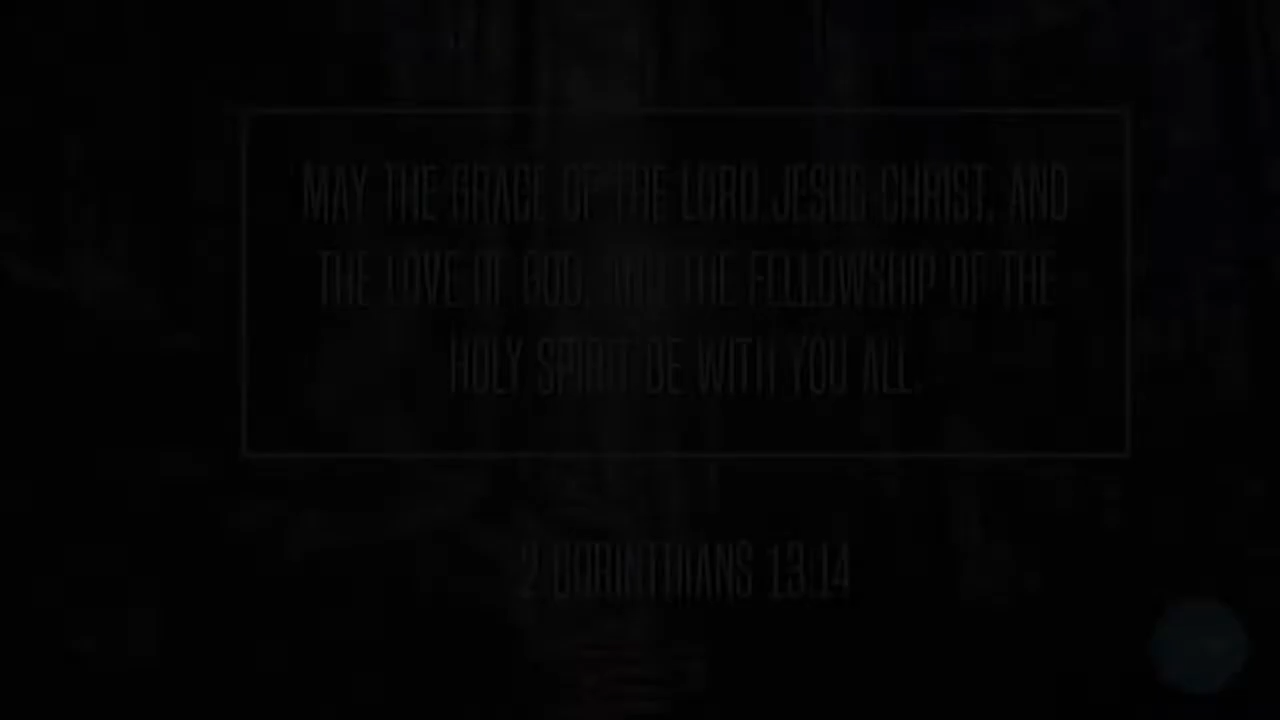 MAY THE GRACE OF THE LORD JESUS CHRIST, AND
THE LOVE OF GOD, AND THE FELLOWSHIP OF THE
HOLY SPIRIT BE WITH YOU ALL.
2 CORINTHIANS 13:14